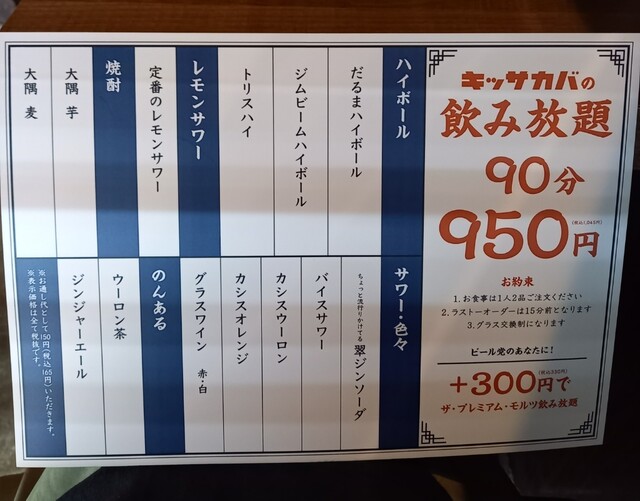 キッサカバの
飲み放題
90分
950円
お約束
1.お食事は1人2品ご注文ください
2.ラストオーダーは15分前となります
3.グラス交換制になります
ビール党のあなたに!
(税込330円)
+300円で
ザ・プレミアム・モルツ飲み放題
ハイボール
だるまハイボール
ジムビームハイボール
トリスハイ
レモンサワー
定番のレモンサワー
焼酎
大隅 芋
大隅 麦
サワー・色々
ちょっと流行りかけてる 翠ジンソーダ
バイスサワー
カシスウーロン
カシスオレンジ
グラスワイン 赤・白
のんある
ウーロン茶
ジンジャーエール
※お通し代として150円(税込165円)いただきます。
※表示価格は全て税抜です。